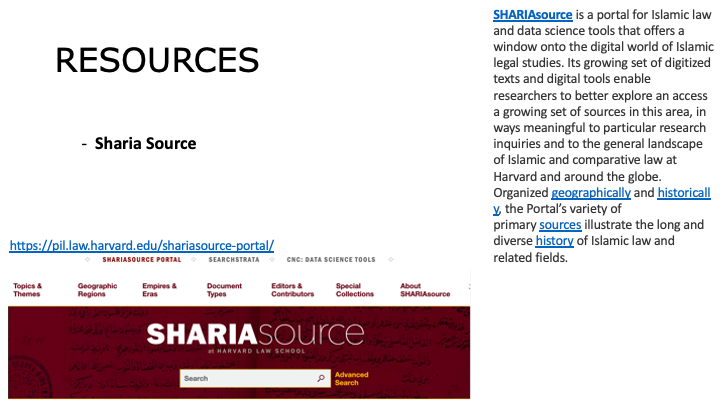 RESOURCES
- Sharia Source
https://pil.law.harvard.edu/shariasource-portal/
SHARIASOURCE PORTAL SEARCHSTRATA CNC: DATA SCIENCE TOOLS
Topics & Themes
Geographic Regions
Empires & Eras
Document Types
Editors & Contributors
Special Collections
About SHARIAsource
SHARIAsource
at HARVARD LAW SCHOOL
Search
Advanced Search
SHARIAsource is a portal for Islamic law
and data science tools that offers a
window onto the digital world of Islamic
legal studies. Its growing set of digitized
texts and digital tools enable
researchers to better explore an access
a growing set of sources in this area, in
ways meaningful to particular research
inquiries and to the general landscape
of Islamic and comparative law at
Harvard and around the globe.
Organized geographically and historicall
y, the Portal's variety of
primary sources illustrate the long and
diverse history of Islamic law and
related fields.